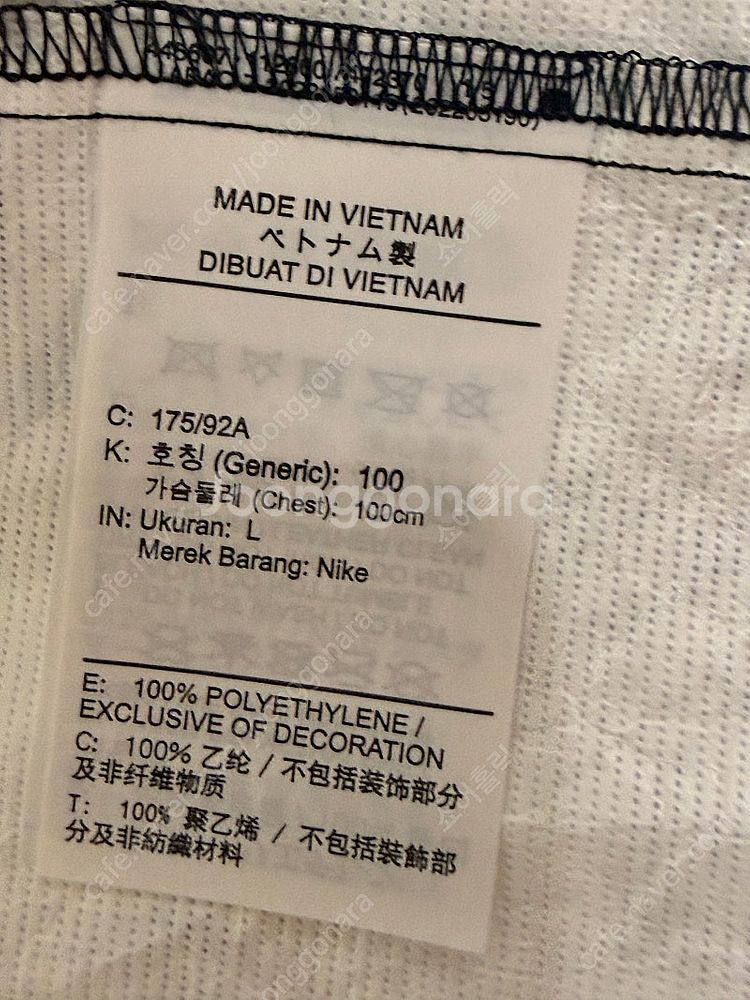 MADE IN VIETNAM
ベトナム製
DIBUAT DI VIETNAM
C: 175/92A
K: 호칭 (Generic): 100
가슴둘레 (Chest): 100cm
IN: Ukuran: L
Merek Barang: Nike
Joonggonara
E: 100% POLYETHYLENE /
EXCLUSIVE OF DECORATION
C: 100% 乙纶 / 不包括装饰部分
及非纤维物质
T: 100% 聚乙烯 / 不包括裝飾部
分及非紡織材料